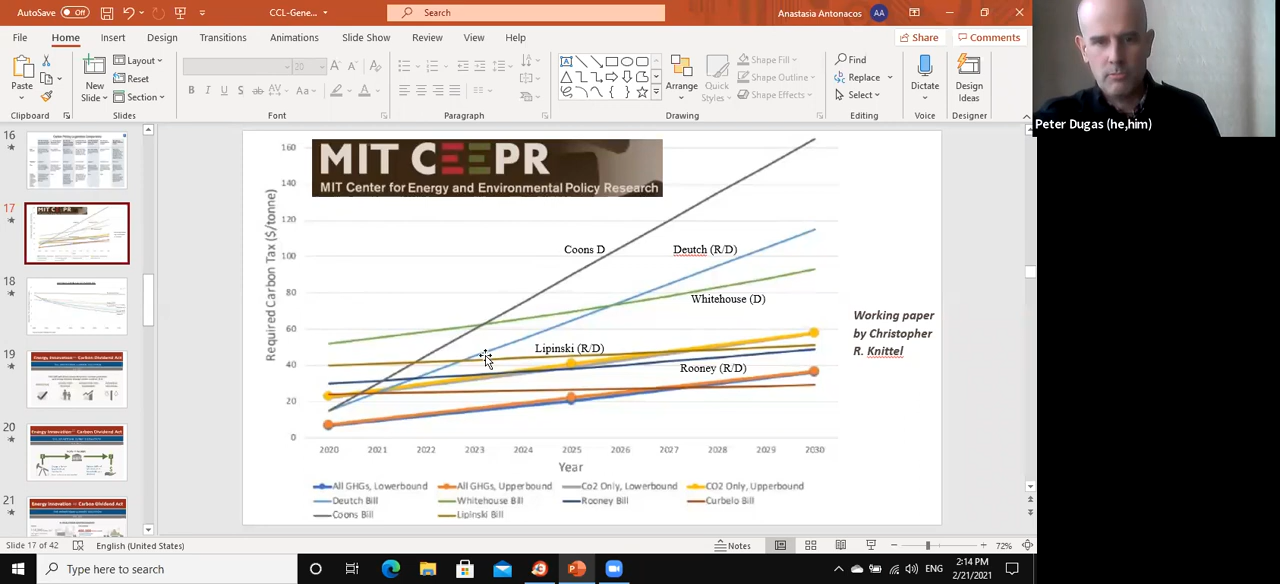 AutoSave Off CCL-Gene... Search Anastasia Antonacos AA
File Home Insert Design Transitions Animations Slide Show Review View Help Share Comments
Paste New Slide Layout Reset Section 20 Arrange Quick Styles Shape Fill Shape Outline Shape Effects Find Replace Select Dictate Design Ideas
Clipboard Slides Font Paragraph Drawing Editing Voice Designer
Peter Dugas (he,him)
16
17
18
19
20
21
MIT CEEPR
MIT Center for Energy and Environmental Policy Research
Required Carbon Tax ($/tonne)
160
140
120
100
80
60
40
20
0
Coons D
Deutch (R/D)
Whitehouse (D)
Lipinski (R/D)
Rooney (R/D)
Working paper
by Christopher
R. Knittel
2020 2021 2022 2023 2024 2025 2026 2027 2028 2029 2030
Year
All GHGs, Lowerbound All GHGs, Upperbound Co2 Only, Lowerbound CO2 Only, Upperbound
Deutch Bill Whitehouse Bill Rooney Bill Curbelo Bill
Coons Bill Lipinski Bill
Slide 17 of 42 English (United States) Notes 72%
Type here to search ENG 2:14 PM
2/21/2021